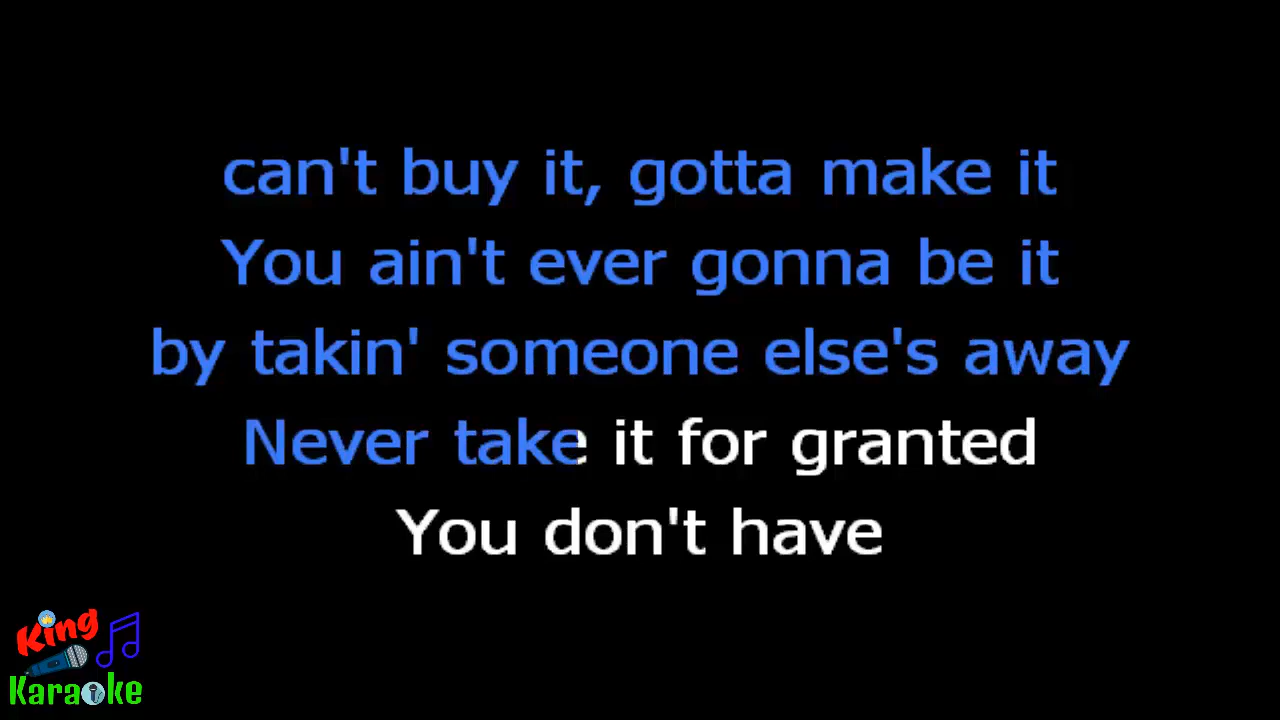 can't buy it, gotta make it
You ain't ever gonna be it
by takin' someone else's away
Never take it for granted
You don't have
King
Karaoke